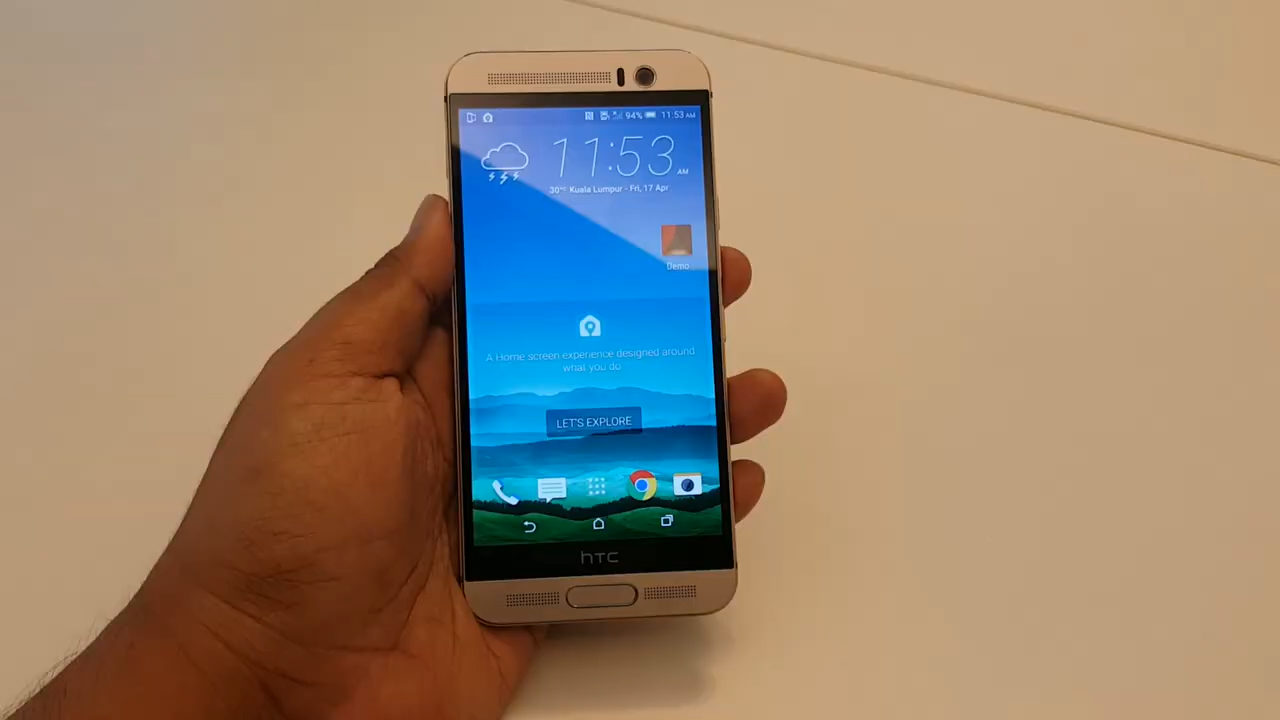 94% 11:53 AM
11:53 AM
30°C Kuala Lumpur - Fri, 17 Apr
Demo
A Home screen experience designed around
what you do
LET'S EXPLORE
hTC